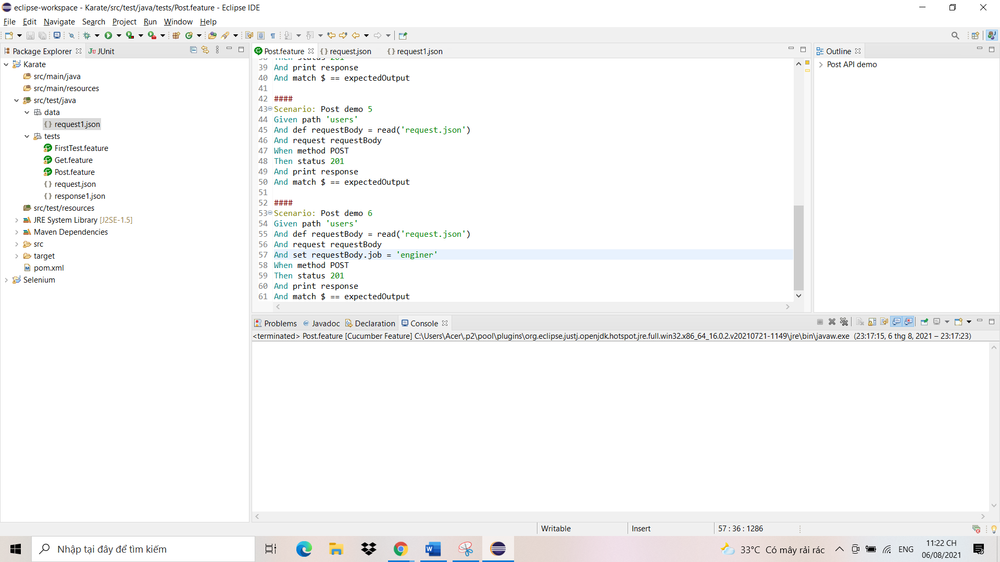 eclipse-workspace - Karate/src/test/java/tests/Post.feature - Eclipse IDE
File Edit Navigate Search Project Run Window Help
Package Explorer JUnit
Karate
src/main/java
src/main/resources
src/test/java
data
request1.json
tests
FirstTest.feature
Get.feature
Post.feature
request.json
response1.json
src/test/resources
JRE System Library [J2SE-1.5]
Maven Dependencies
src
target
pom.xml
Selenium
Post.feature request.json request1.json
38 Then status 201
39 And print response
40 And match $ == expectedOutput
41
42 ####
43 Scenario: Post demo 5
44 Given path 'users'
45 And def requestBody = read('request.json')
46 And request requestBody
47 When method POST
48 Then status 201
49 And print response
50 And match $ == expectedOutput
51
52 ####
53 Scenario: Post demo 6
54 Given path 'users'
55 And def requestBody = read('request.json')
56 And request requestBody
57 And set requestBody.job = 'enginer'
58 When method POST
59 Then status 201
60 And print response
61 And match $ == expectedOutput
Outline
Post API demo
Problems Javadoc Declaration Console
<terminated> Post.feature [Cucumber Feature] C:\Users\Acer\.p2\pool\plugins\org.eclipse.justj.openjdk.hotspot.jre.full.win32.x86_64_16.0.2.v20210721-1149\jre\bin\javaw.exe (23:17:15, 6 thg 8, 2021 – 23:17:23)
Writable Insert 57 : 36 : 1286
Nhập tại đây để tìm kiếm
33°C Có mây rải rác
ENG
11:22 CH
06/08/2021